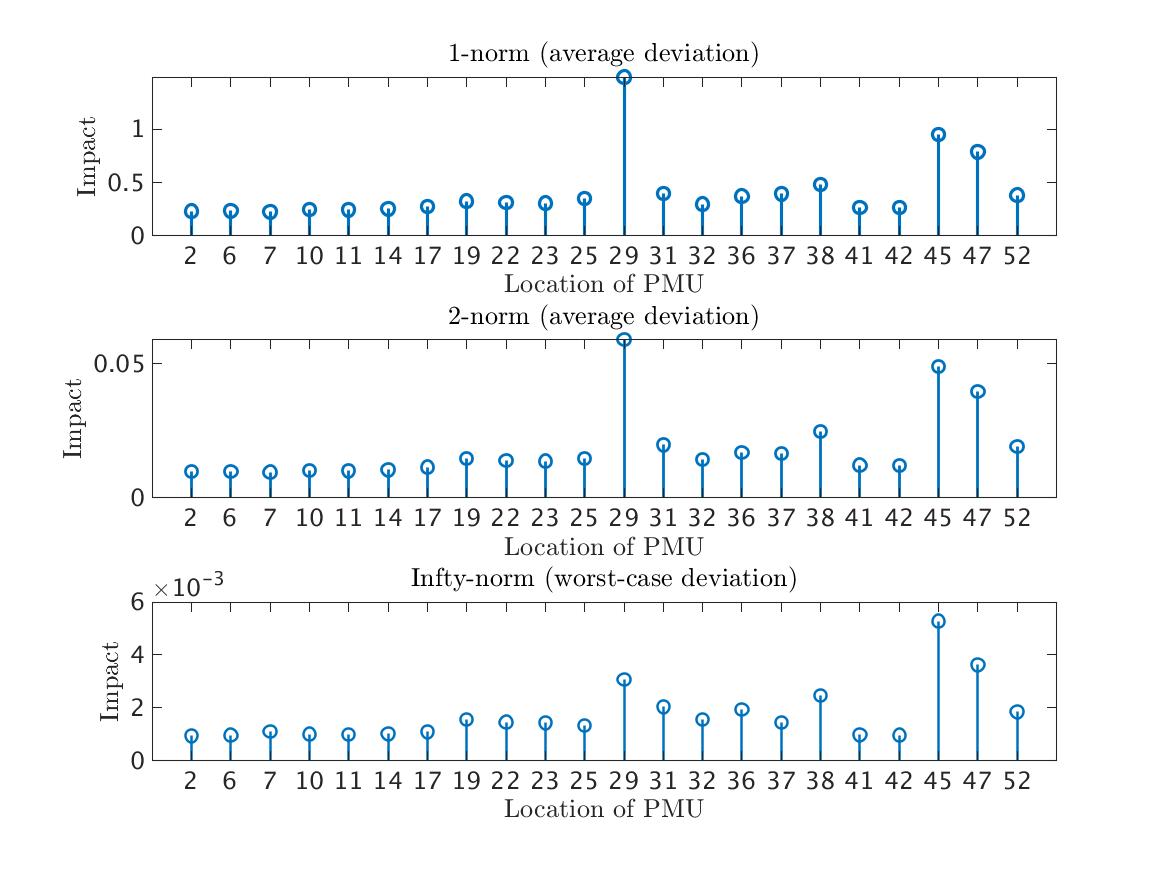 1-norm (average deviation)
Impact
1
0.5
0
2 6 7 10 11 14 17 19 22 23 25 29 31 32 36 37 38 41 42 45 47 52
Location of PMU
2-norm (average deviation)
Impact
0.05
0
2 6 7 10 11 14 17 19 22 23 25 29 31 32 36 37 38 41 42 45 47 52
Location of PMU
Infty-norm (worst-case deviation)
×10⁻³
Impact
6
4
2
0
2 6 7 10 11 14 17 19 22 23 25 29 31 32 36 37 38 41 42 45 47 52
Location of PMU